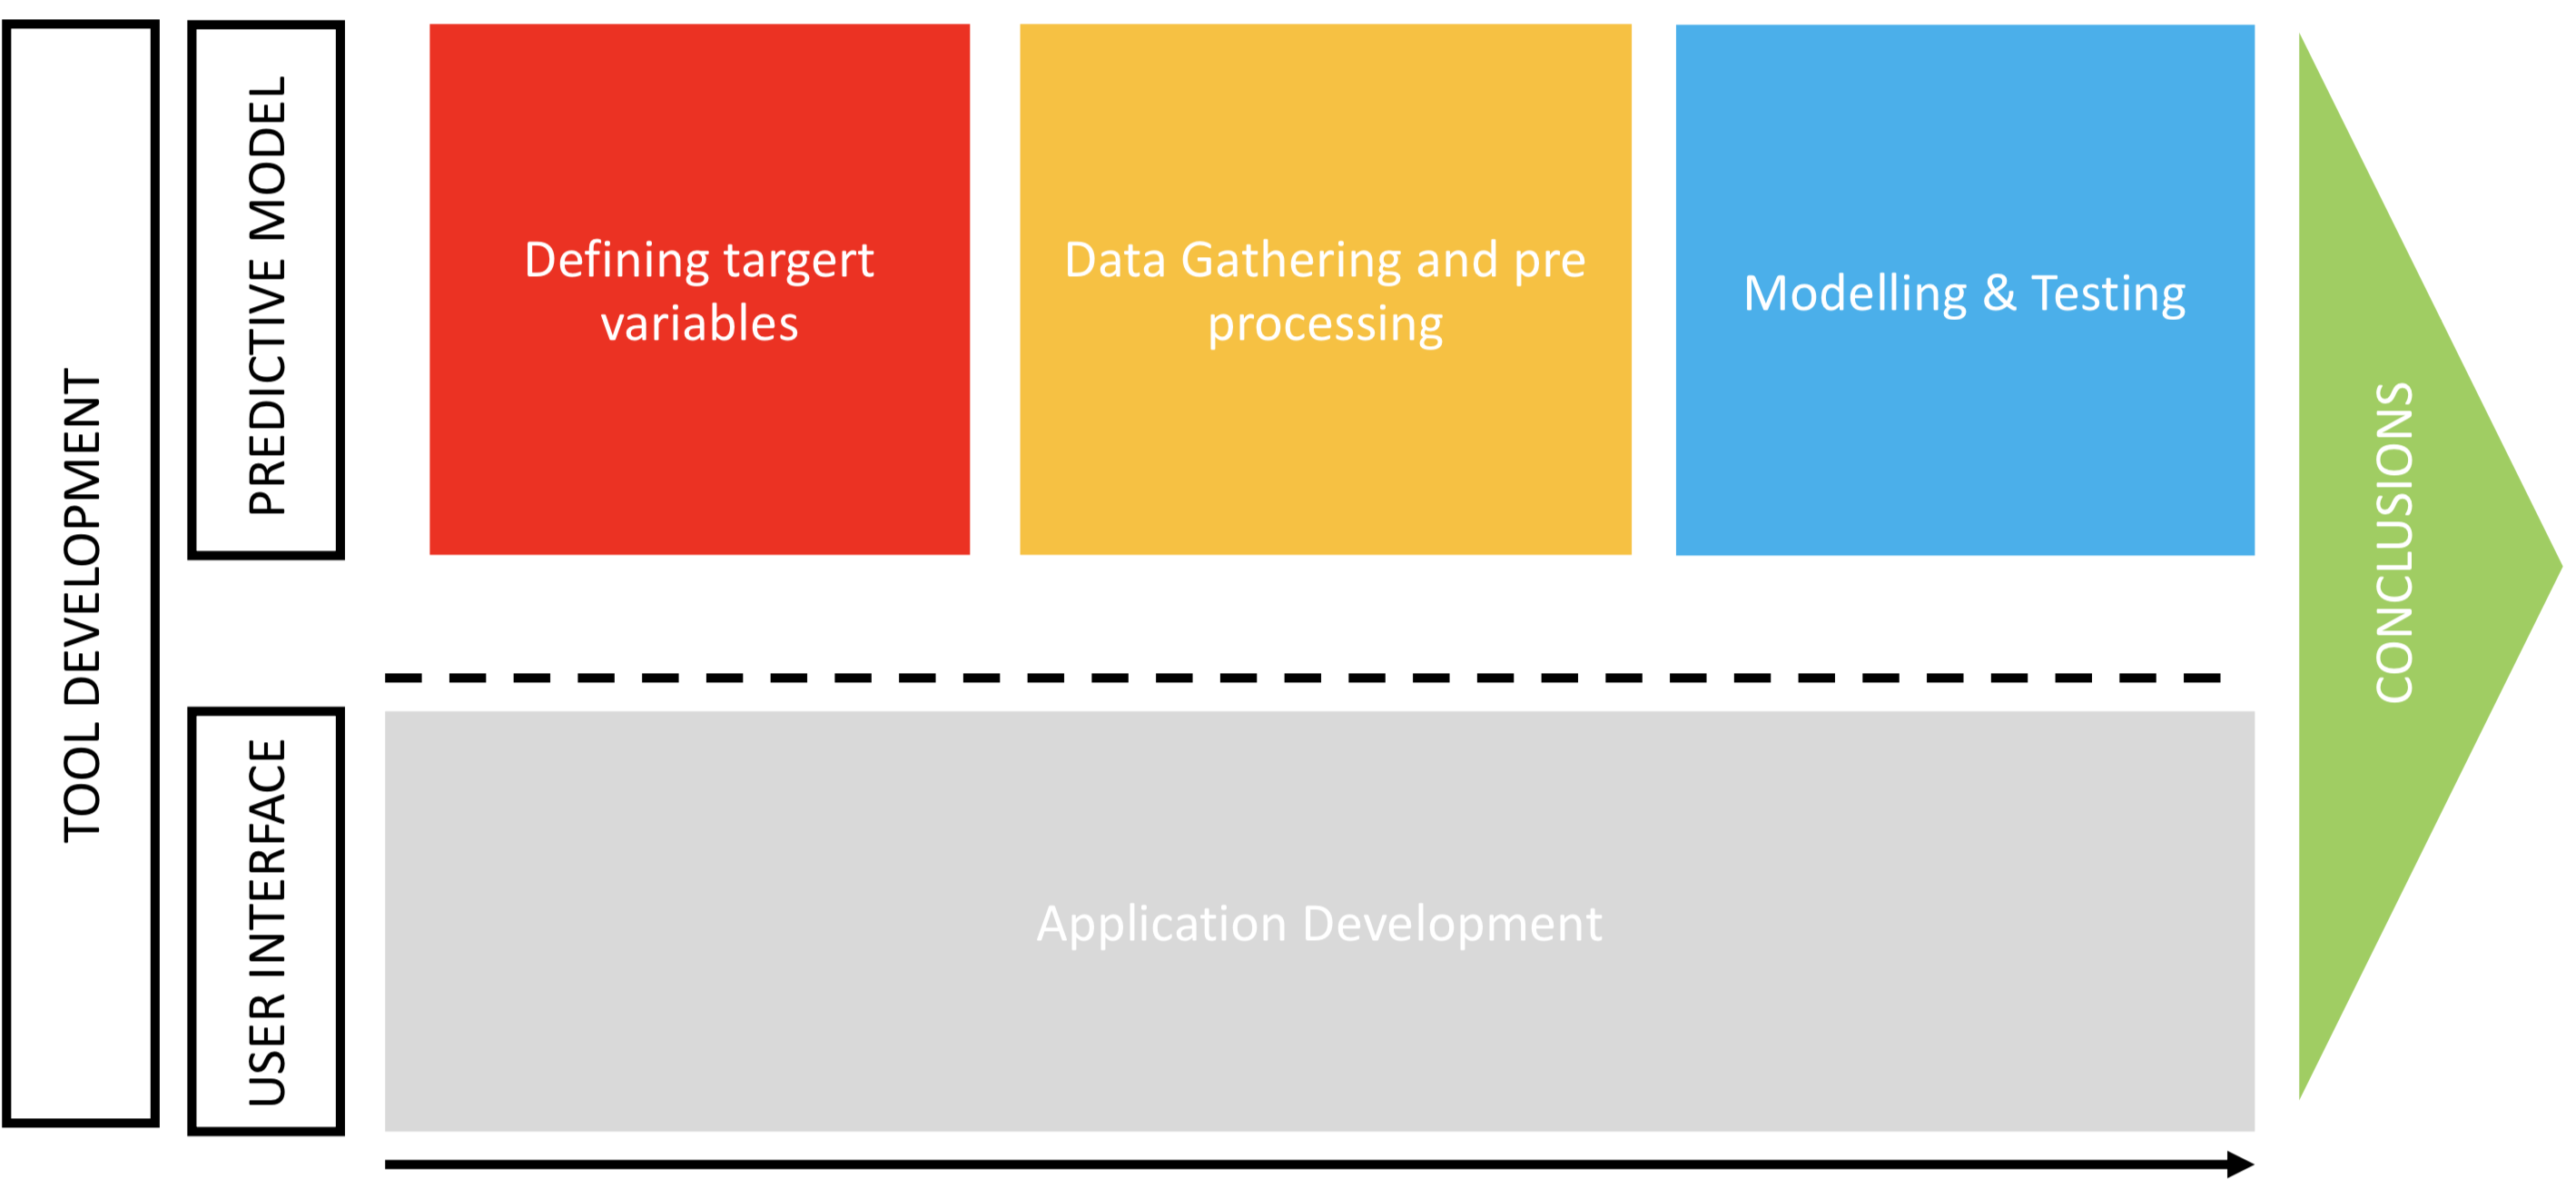 TOOL DEVELOPMENT
PREDICTIVE MODEL
Defining targert
variables
Data Gathering and pre
processing
Modelling & Testing
USER INTERFACE
Application Development
CONCLUSIONS